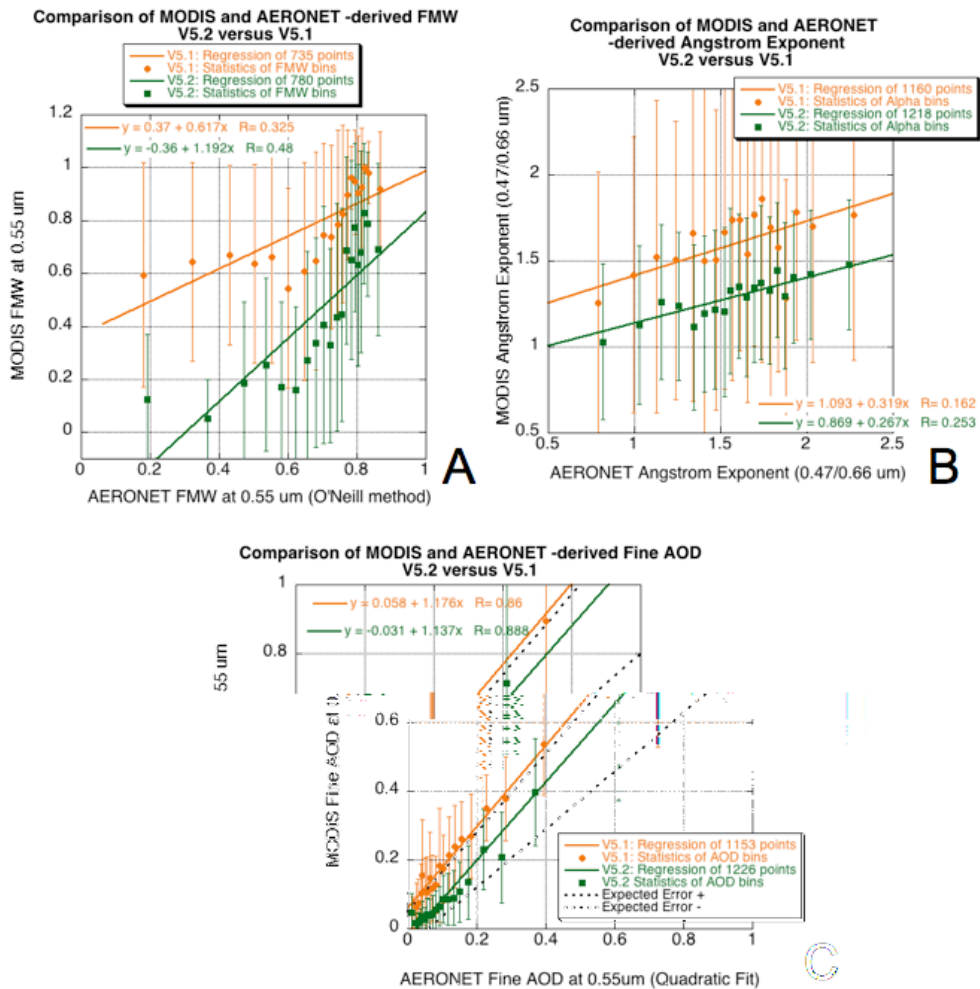 Comparison of MODIS and AERONET -derived FMW
V5.2 versus V5.1
V5.1: Regression of 735 points
V5.1: Statistics of FMW bins
V5.2: Regression of 780 points
V5.2: Statistics of FMW bins
y = 0.37 + 0.617x R= 0.325
y = -0.36 + 1.192x R= 0.48
1.2
1
0.8
0.6
0.4
0.2
0
MODIS FMW at 0.55 um
0 0.2 0.4 0.6 0.8 1
AERONET FMW at 0.55 um (O'Neill method)
A
Comparison of MODIS and AERONET
-derived Angstrom Exponent
V5.2 versus V5.1
V5.1: Regression of 1160 points
V5.1: Statistics of Alpha bins
V5.2: Regression of 1218 points
V5.2: Statistics of Alpha bins
2.5
2
1.5
1
0.5
MODIS Angstrom Exponent (0.47/0.66 um)
y = 1.093 + 0.319x R= 0.162
y = 0.869 + 0.267x R= 0.253
0.5 1 1.5 2 2.5
AERONET Angstrom Exponent (0.47/0.66 um)
B
Comparison of MODIS and AERONET -derived Fine AOD
V5.2 versus V5.1
y = 0.058 + 1.176x R= 0.86
y = -0.031 + 1.137x R= 0.888
1
0.8
0.6
0.4
0.2
0
55 um
MODIS Fine AOD at 0.
V5.1: Regression of 1153 points
V5.1: Statistics of AOD bins
V5.2: Regression of 1226 points
V5.2 Statistics of AOD bins
Expected Error +
Expected Error -
0 0.2 0.4 0.6 0.8 1
AERONET Fine AOD at 0.55um (Quadratic Fit)
C